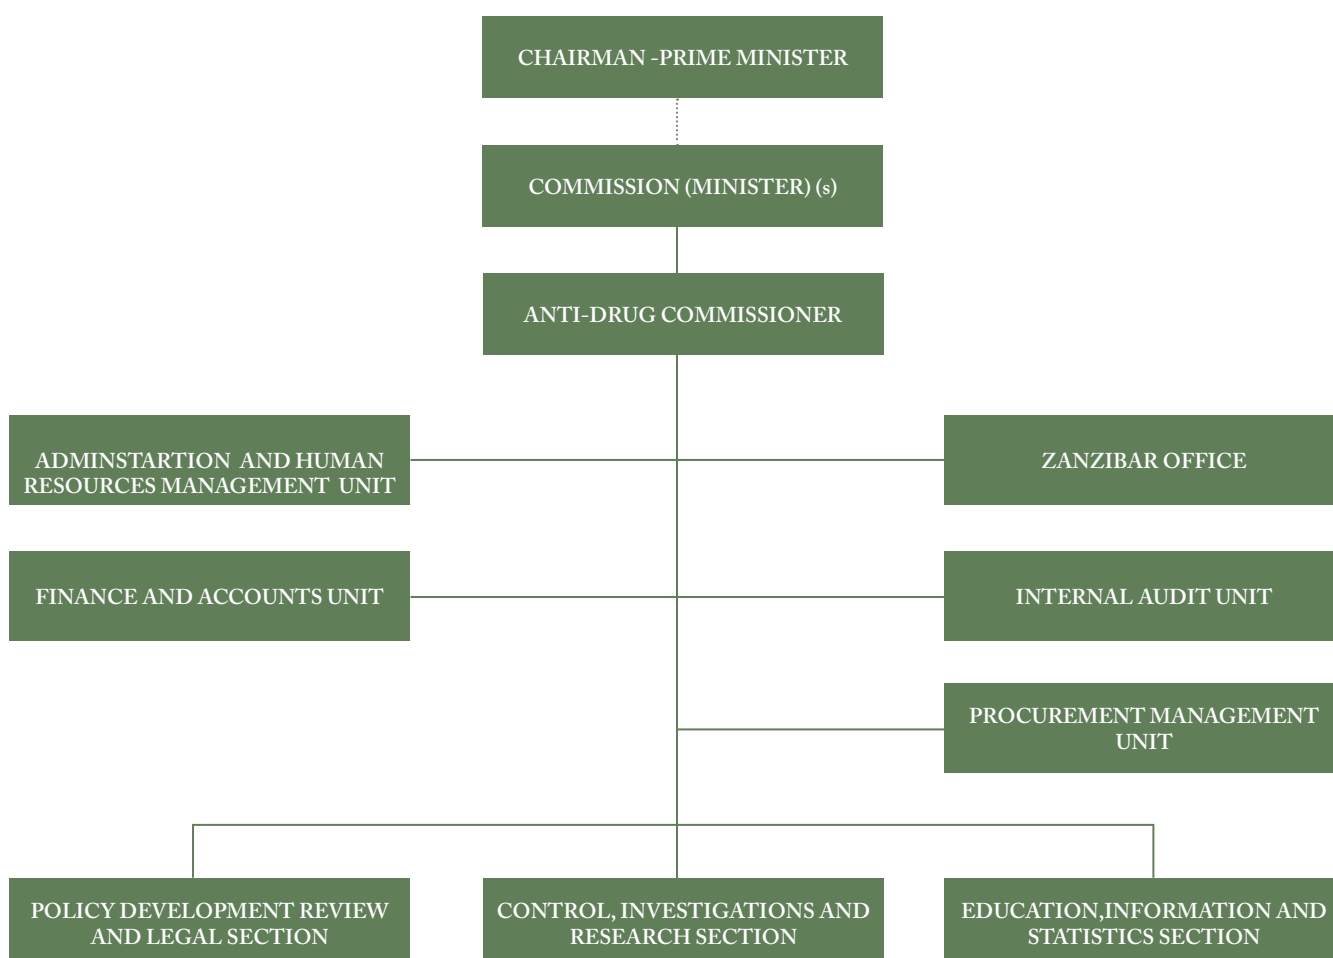 CHAIRMAN -PRIME MINISTER
COMMISSION (MINISTER) (s)
ANTI-DRUG COMMISSIONER
ADMINSTARTION AND HUMAN
RESOURCES MANAGEMENT UNIT
ZANZIBAR OFFICE
FINANCE AND ACCOUNTS UNIT
INTERNAL AUDIT UNIT
PROCUREMENT MANAGEMENT
UNIT
POLICY DEVELOPMENT REVIEW
AND LEGAL SECTION
CONTROL, INVESTIGATIONS AND
RESEARCH SECTION
EDUCATION,INFORMATION AND
STATISTICS SECTION